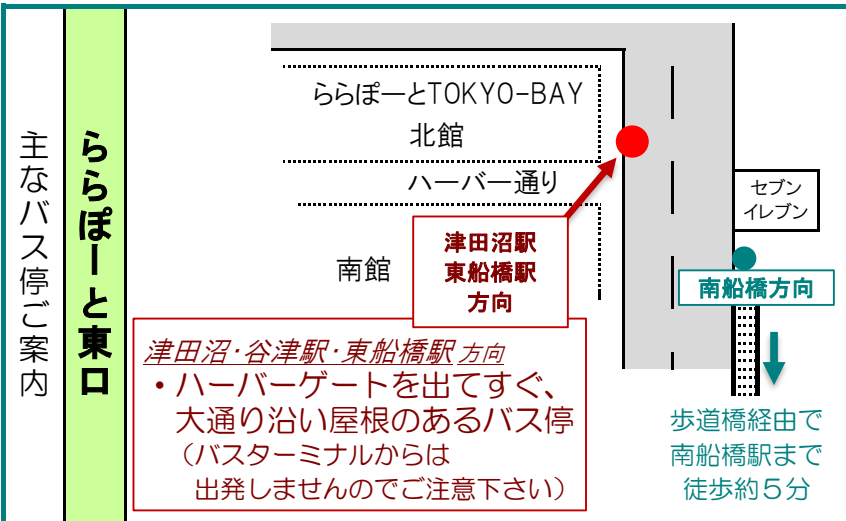 主なバス停ご案内
ららぽーと東口
ららぽーとTOKYO-BAY
北館
ハーバー通り
南館
津田沼駅
東船橋駅
方向
セブン
イレブン
南船橋方向
津田沼・谷津駅・東船橋駅 方向
・ハーバーゲートを出てすぐ、
大通り沿い屋根のあるバス停
（バスターミナルからは
出発しませんのでご注意下さい）
歩道橋経由で
南船橋駅まで
徒歩約５分